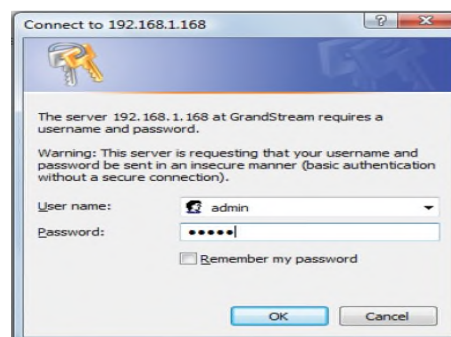 Connect to 192.168.1.168
The server 192.168.1.168 at GrandStream requires a
username and password.
Warning: This server is requesting that your username and
password be sent in an insecure manner (basic authentication
without a secure connection).
User name:
admin
Password:
•••••
Remember my password
OK
Cancel